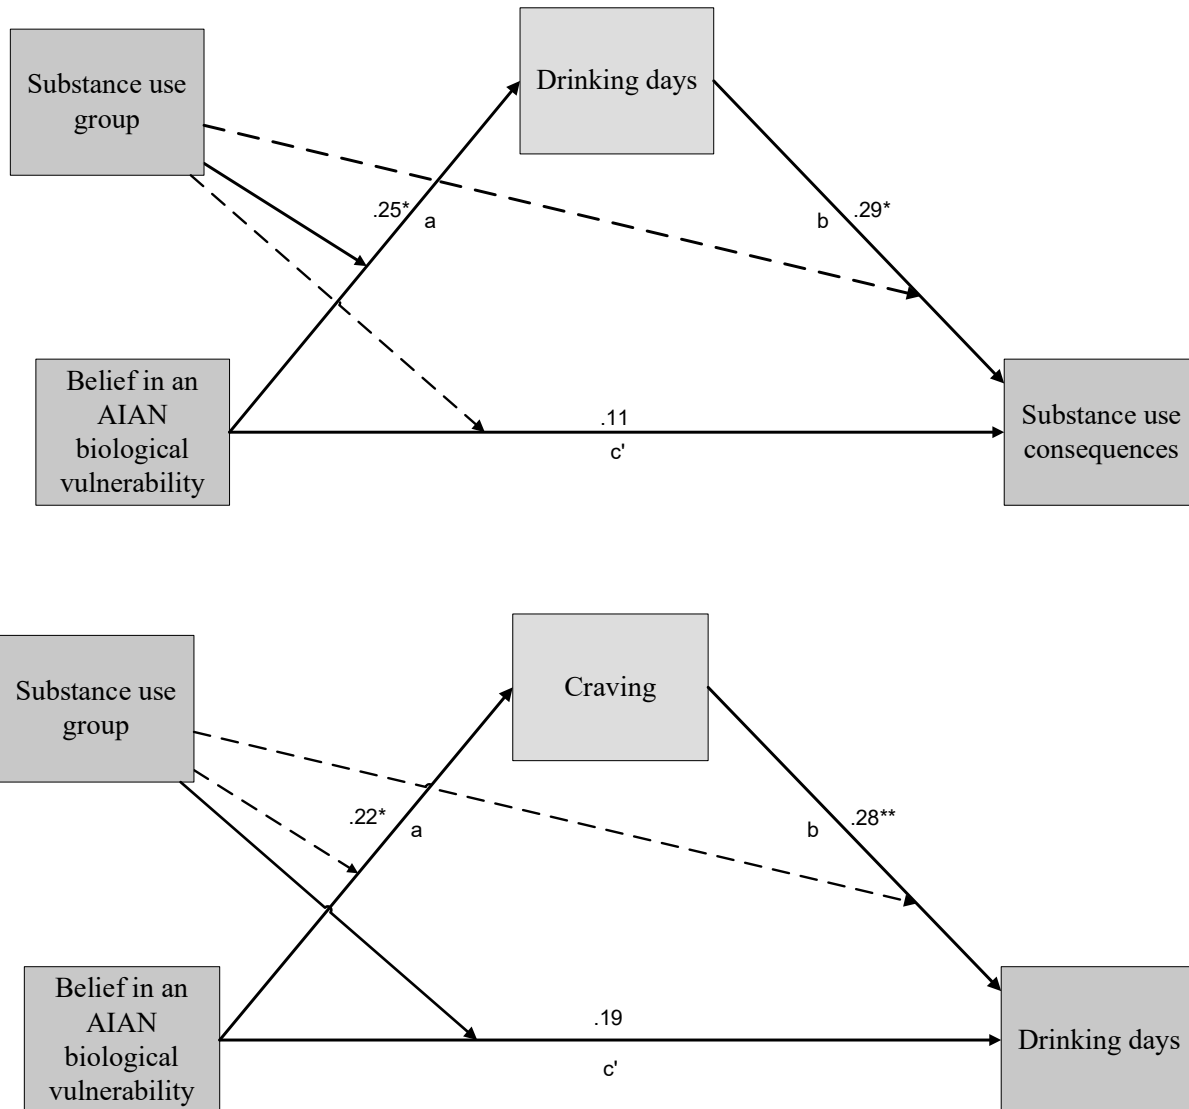 Substance use
group
Drinking days
.25*
a
b
.29*
Belief in an
AIAN
biological
vulnerability
.11
c'
Substance use
consequences
Substance use
group
Craving
.22*
a
b
.28**
Belief in an
AIAN
biological
vulnerability
.19
c'
Drinking days